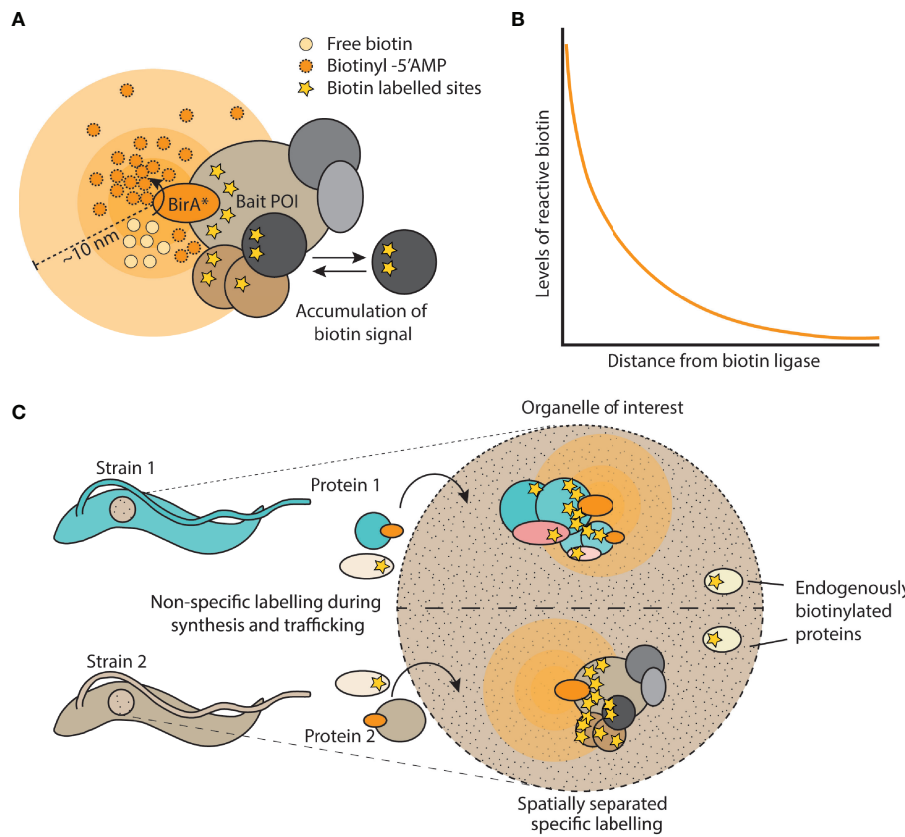 A
Free biotin
Biotinyl -5'AMP
Biotin labelled sites
BirA*
Bait POI
~10 nm
Accumulation of
biotin signal
B
Levels of reactive biotin
Distance from biotin ligase
C
Organelle of interest
Strain 1
Protein 1
Non-specific labelling during
synthesis and trafficking
Endogenously
biotinylated
proteins
Strain 2
Protein 2
Spatially separated
specific labelling